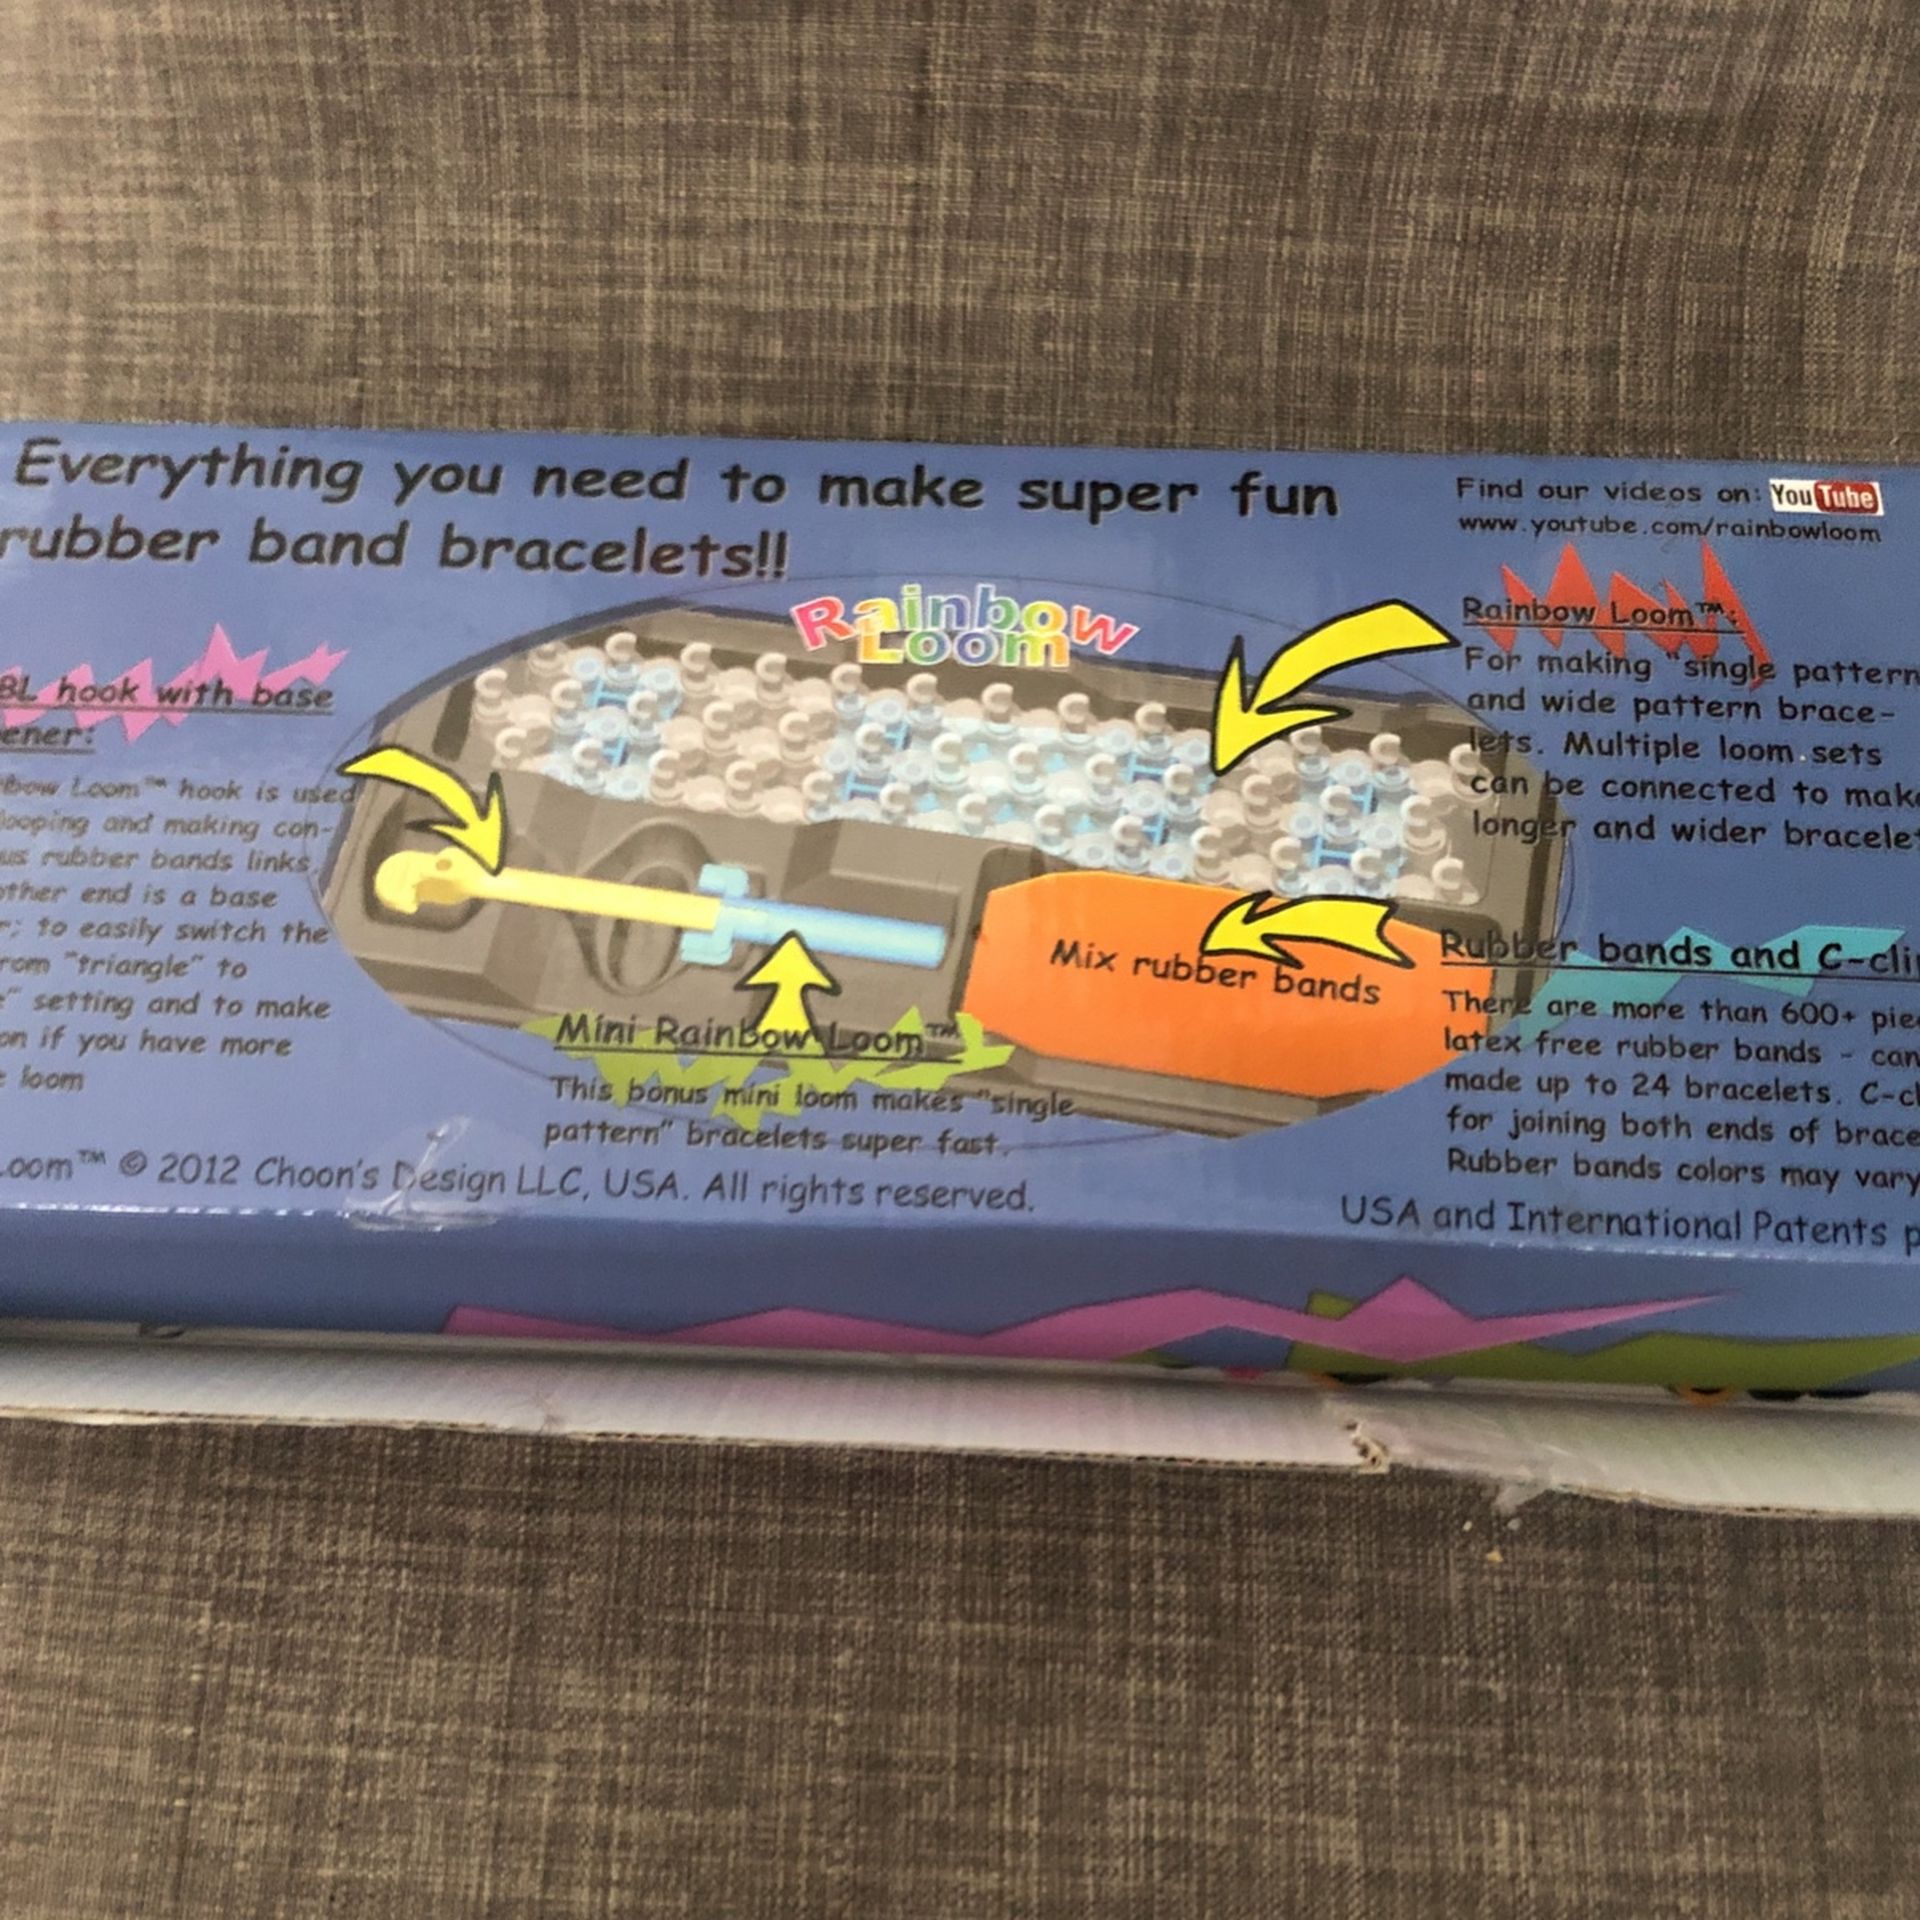 Everything you need to make super fun
rubber band bracelets!!
Find our videos on: YouTube
www.youtube.com/rainbowloom
Rainbow
Loom
hook with base
hook is used
looping and making con-
rubber bands links,
other end is a base
to easily switch the
"triangle" to
setting and to make
on if you have more
loom
Rainbow Loom™:
For making "single pattern
and wide pattern brace-
lets. Multiple loom sets
can be connected to make
longer and wider
Mix rubber bands
Mini Rainbow Loom™
This bonus mini loom makes "single
pattern" bracelets super fast.
Rubber bands and
There are more than 600+
latex free rubber bands - can
made up to 24 bracelets.
for joining both ends of
Rubber bands colors may vary
™ © 2012 Choon's Design LLC, USA. All rights reserved.
USA and International Patents